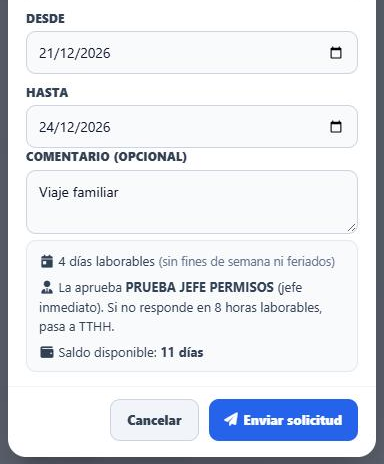 DESDE
21/12/2026
HASTA
24/12/2026
COMENTARIO (OPCIONAL)
Viaje familiar
4 días laborables (sin fines de semana ni feriados)
La aprueba PRUEBA JEFE PERMISOS (jefe
inmediato). Si no responde en 8 horas laborables,
pasa a TTHH.
Saldo disponible: 11 días
Cancelar
Enviar solicitud